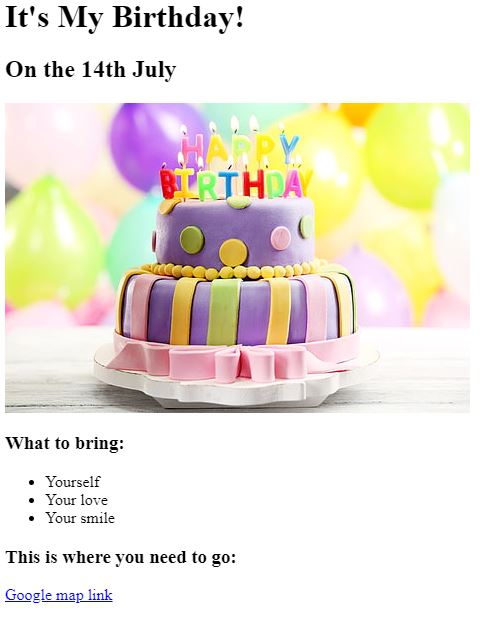 It's My Birthday!
On the 14th July
HAPPY
BIRTHDAY
What to bring:
Yourself
Your love
Your smile
This is where you need to go:
Google map link